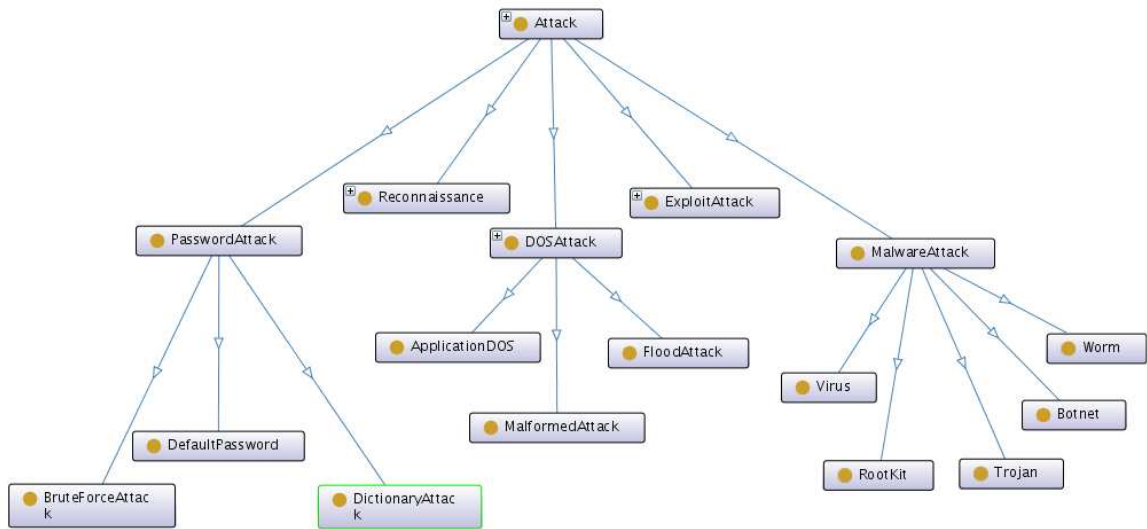 Attack
Reconnaissance
ExploitAttack
PasswordAttack
DOSAttack
MalwareAttack
ApplicationDOS
FloodAttack
Worm
Virus
Botnet
MalformedAttack
DefaultPassword
RootKit
Trojan
BruteForceAttac
k
DictionaryAttac
k